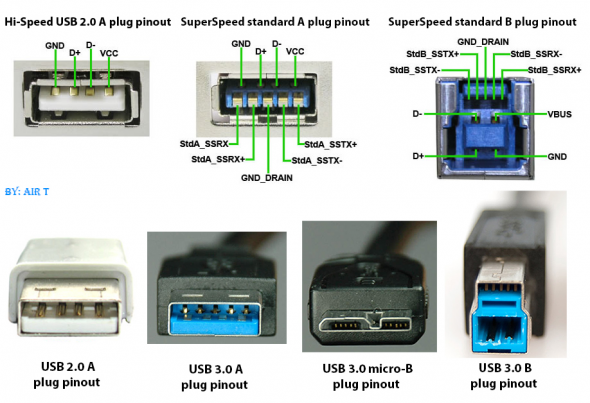 Hi-Speed USB 2.0 A plug pinout
GND
D+
D-
VCC
SuperSpeed standard A plug pinout
GND
D+
D-
VCC
StdA_SSRX
StdA_SSRX+
GND_DRAIN
StdA_SSTX-
StdA_SSTX+
SuperSpeed standard B plug pinout
GND_DRAIN
StdB_SSTX+
StdB_SSRX-
StdB_SSTX-
StdB_SSRX+
D-
VBUS
D+
GND
BY: AIR T
USB 2.0 A
plug pinout
USB 3.0 A
plug pinout
USB 3.0 micro-B
plug pinout
USB 3.0 B
plug pinout